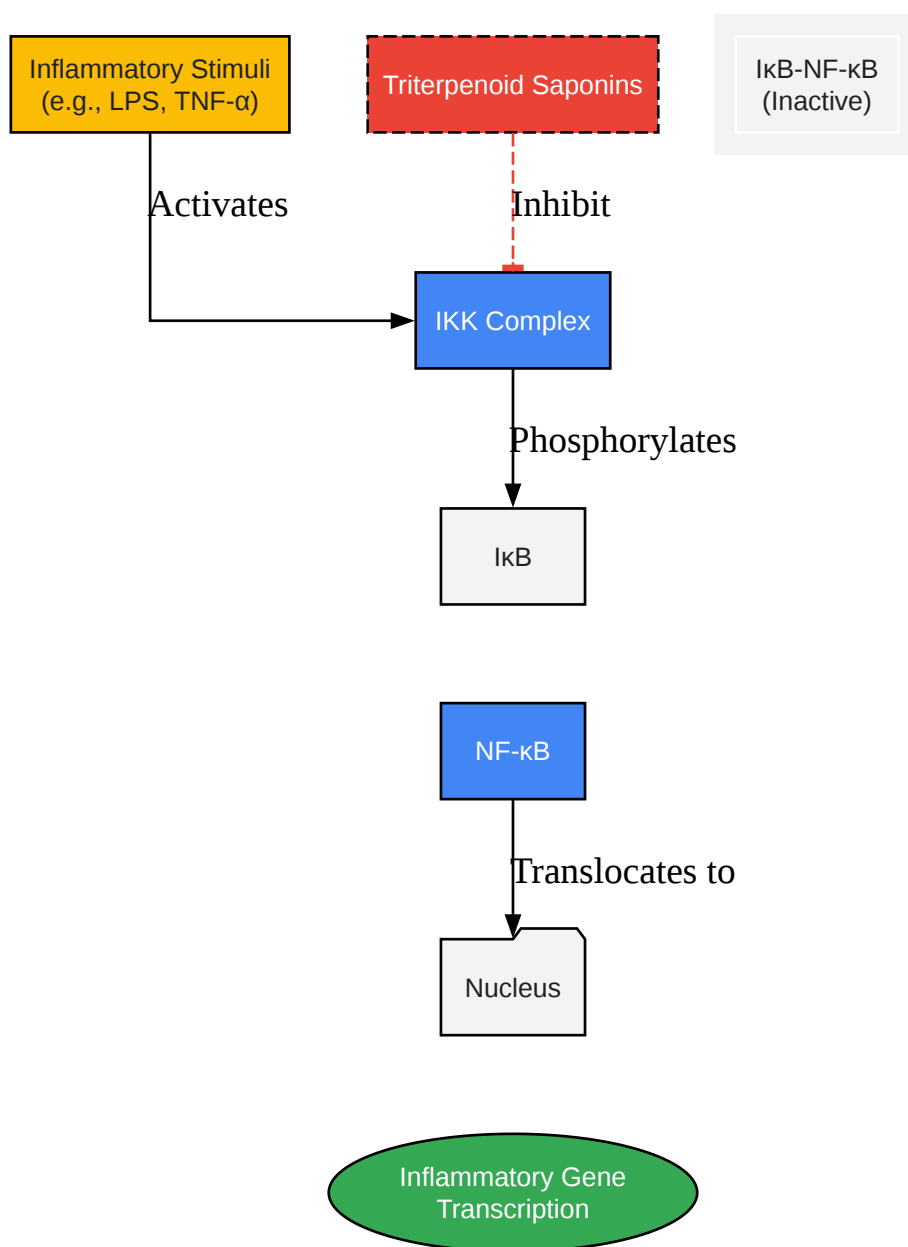 Inflammatory Stimuli
(e.g., LPS, TNF-α)
Triterpenoid Saponins
IκB-NF-κB
(Inactive)
Activates
Inhibit
IKK Complex
Phosphorylates
IκB
NF-κB
Translocates to
Nucleus
Inflammatory Gene
Transcription